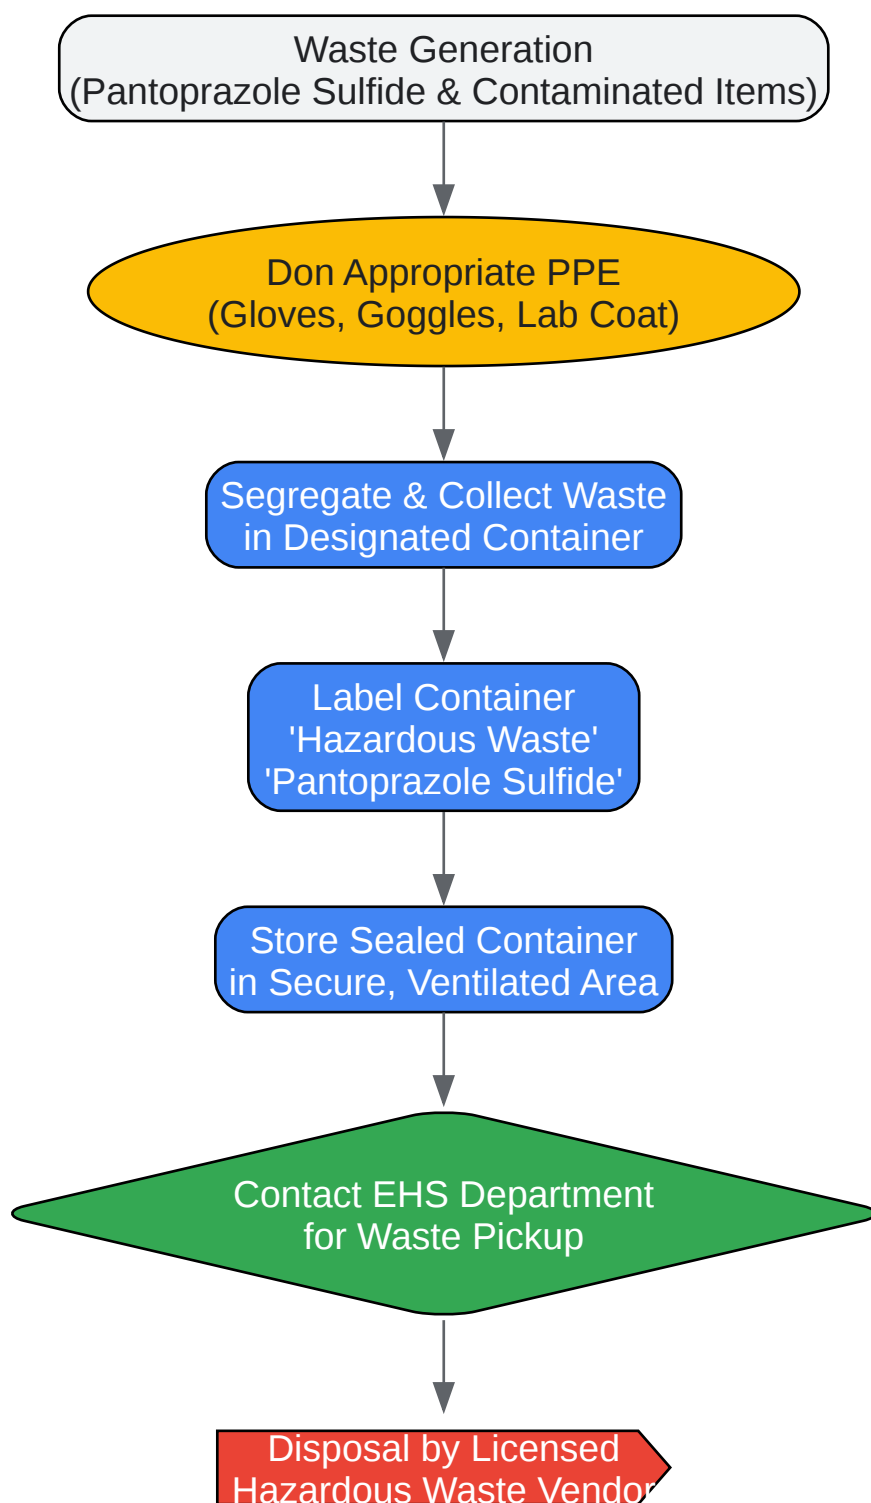 Waste Generation
(Pantoprazole Sulfide & Contaminated Items)
Don Appropriate PPE
(Gloves, Goggles, Lab Coat)
Segregate & Collect Waste
in Designated Container
Label Container
'Hazardous Waste'
'Pantoprazole Sulfide'
Store Sealed Container
in Secure, Ventilated Area
Contact EHS Department
for Waste Pickup
Disposal by Licensed
Hazardous Waste Vendor